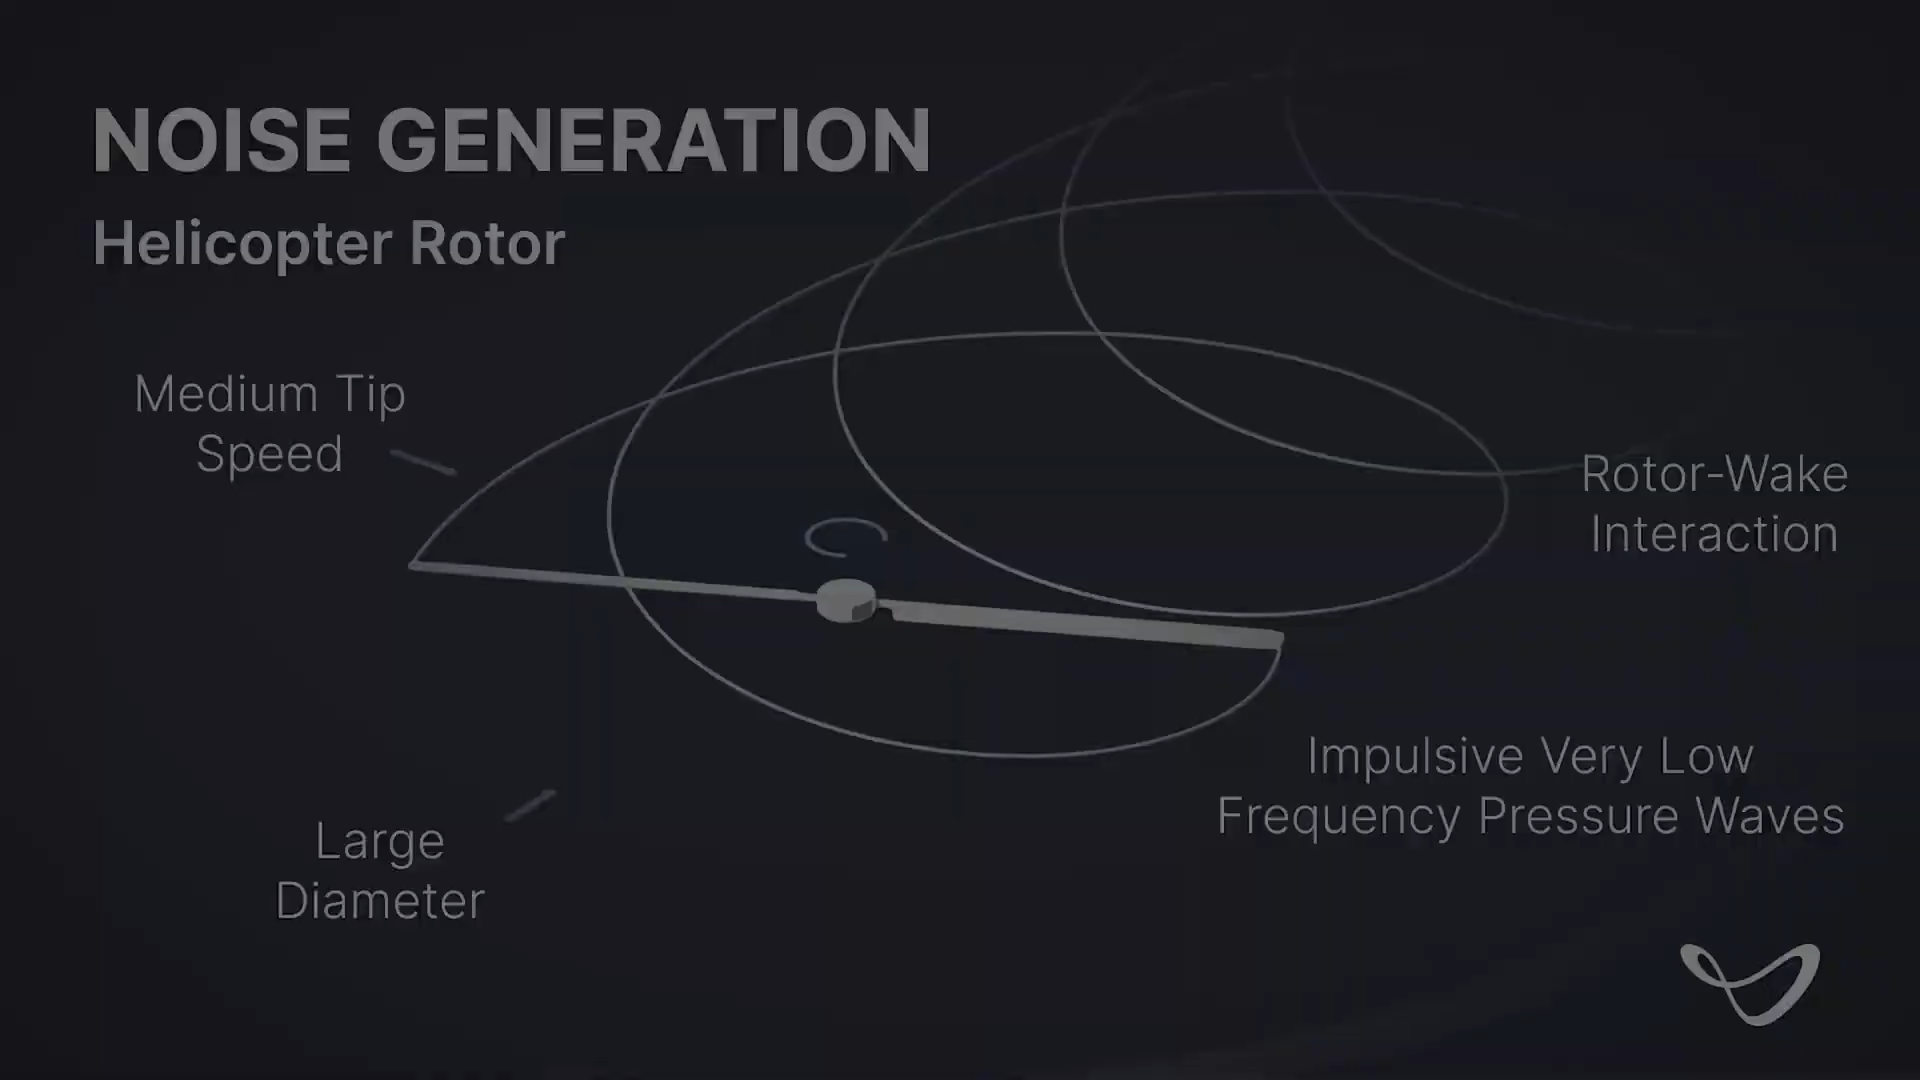 NOISE GENERATION
Helicopter Rotor
Medium Tip
Speed
Rotor-Wake
Interaction
Impulsive Very Low
Frequency Pressure Waves
Large
Diameter